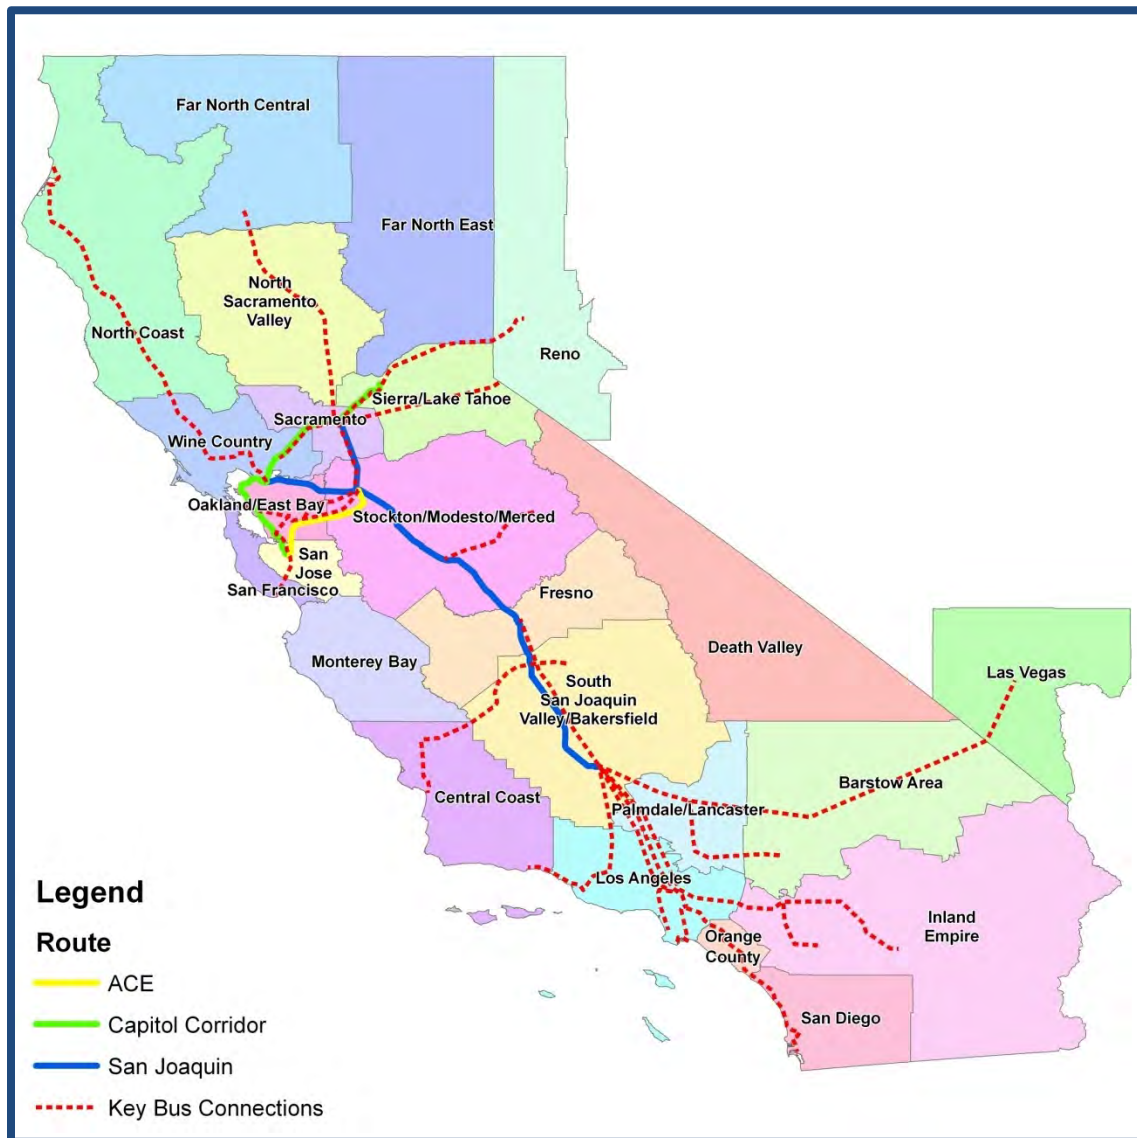 Far North Central
Far North East
North
Sacramento
Valley
North Coast
Reno
Sierra/Lake Tahoe
Sacramento
Wine Country
Oakland/East Bay
Stockton/Modesto/Merced
San
Jose
San Francisco
Fresno
Monterey Bay
Death Valley
South
San Joaquin
Valley/Bakersfield
Las Vegas
Central Coast
Palmdale/Lancaster
Barstow Area
Los Angeles
Inland
Empire
Orange
County
San Diego
Legend
Route
ACE
Capitol Corridor
San Joaquin
Key Bus Connections